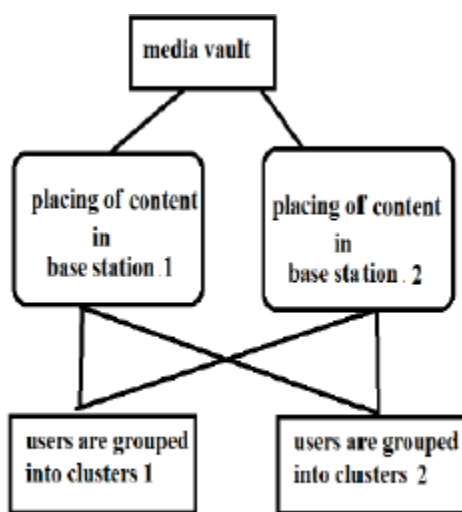 media vault
placing of content
in
base station .1
placing of content
in
base station . 2
users are grouped
into clusters 1
users are grouped
into clusters 2